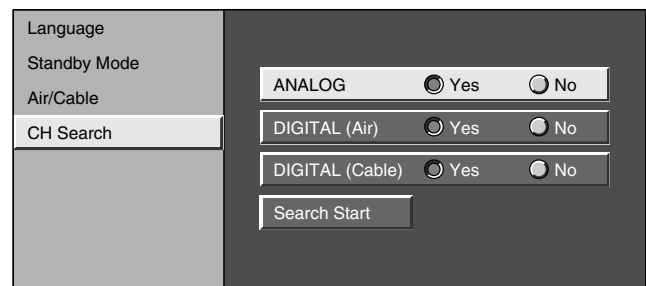 Language
Standby Mode
Air/Cable
CH Search
ANALOG Yes No
DIGITAL (Air) Yes No
DIGITAL (Cable) Yes No
Search Start